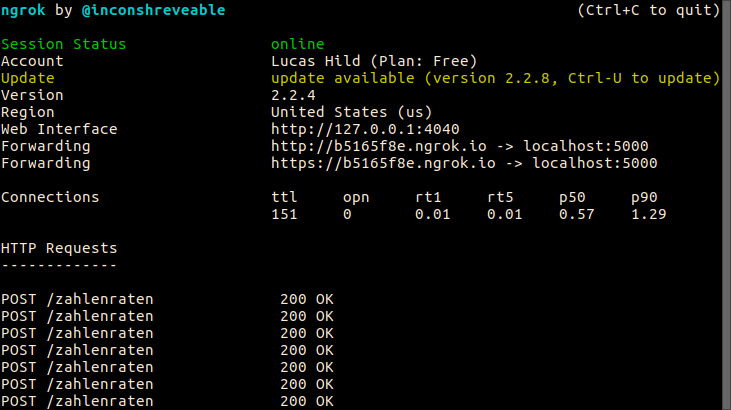 ngrok by @inconshreveable (Ctrl+C to quit)
Session Status online
Account Lucas Hild (Plan: Free)
Update update available (version 2.2.8, Ctrl-U to update)
Version 2.2.4
Region United States (us)
Web Interface http://127.0.0.1:4040
Forwarding http://b5165f8e.ngrok.io -> localhost:5000
Forwarding https://b5165f8e.ngrok.io -> localhost:5000
Connections ttl opn rt1 rt5 p50 p90
151 0 0.01 0.01 0.57 1.29
HTTP Requests
-------------
POST /zahlenraten 200 OK
POST /zahlenraten 200 OK
POST /zahlenraten 200 OK
POST /zahlenraten 200 OK
POST /zahlenraten 200 OK
POST /zahlenraten 200 OK
POST /zahlenraten 200 OK